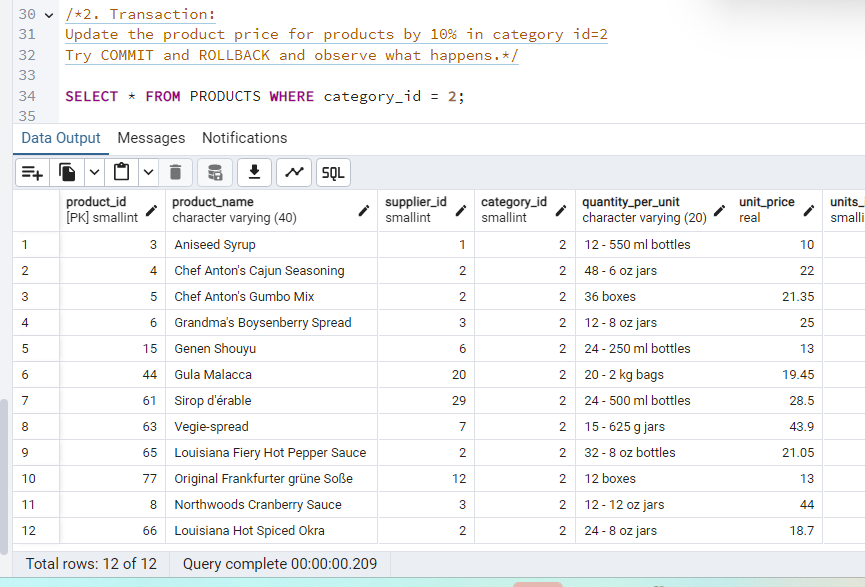 30 /*2. Transaction:
31 Update the product price for products by 10% in category id=2
32 Try COMMIT and ROLLBACK and observe what happens.*/
33
34 SELECT * FROM PRODUCTS WHERE category_id = 2;
35
Data Output Messages Notifications
SQL
product_id product_name supplier_id category_id quantity_per_unit unit_price units_
[PK] smallint character varying (40) smallint smallint character varying (20) real smalli
1 3 Aniseed Syrup 1 2 12 - 550 ml bottles 10
2 4 Chef Anton's Cajun Seasoning 2 2 48 - 6 oz jars 22
3 5 Chef Anton's Gumbo Mix 2 2 36 boxes 21.35
4 6 Grandma's Boysenberry Spread 3 2 12 - 8 oz jars 25
5 15 Genen Shouyu 6 2 24 - 250 ml bottles 13
6 44 Gula Malacca 20 2 20 - 2 kg bags 19.45
7 61 Sirop d'érable 29 2 24 - 500 ml bottles 28.5
8 63 Vegie-spread 7 2 15 - 625 g jars 43.9
9 65 Louisiana Fiery Hot Pepper Sauce 2 2 32 - 8 oz bottles 21.05
10 77 Original Frankfurter grüne Soße 12 2 12 boxes 13
11 8 Northwoods Cranberry Sauce 3 2 12 - 12 oz jars 44
12 66 Louisiana Hot Spiced Okra 2 2 24 - 8 oz jars 18.7
Total rows: 12 of 12 Query complete 00:00:00.209